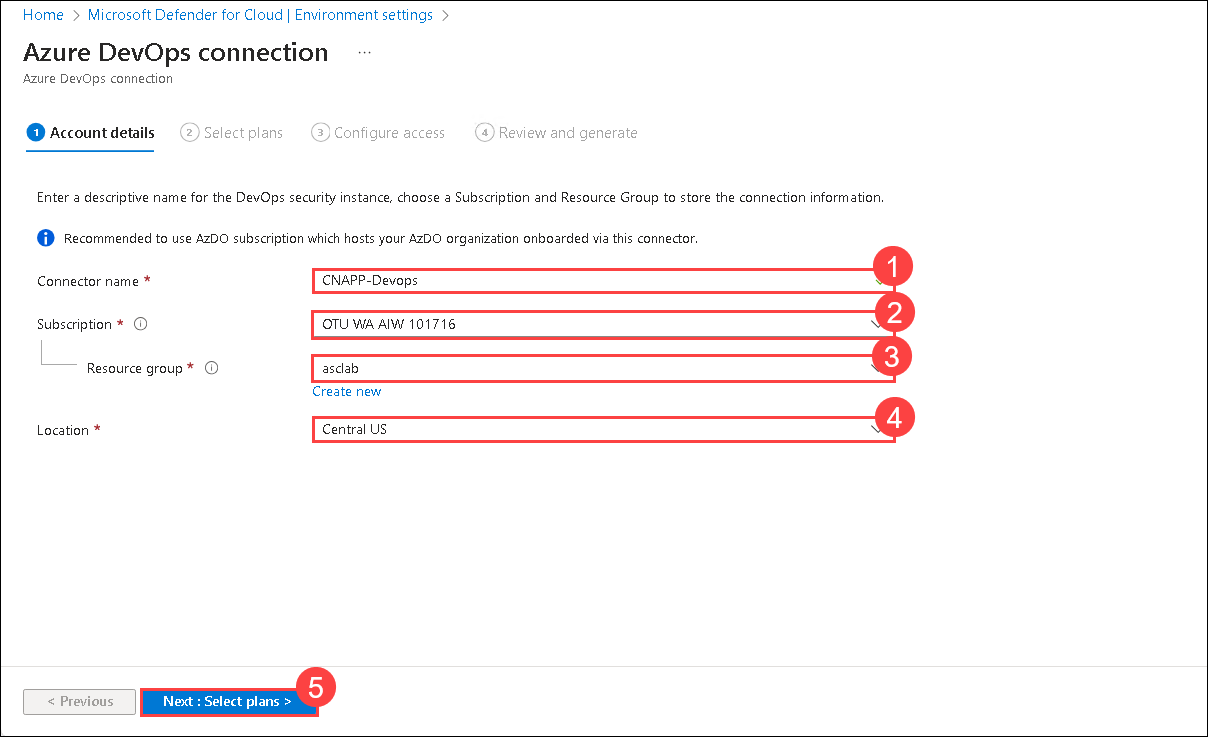 Home > Microsoft Defender for Cloud | Environment settings >
Azure DevOps connection ...
Azure DevOps connection
1 Account details 2 Select plans 3 Configure access 4 Review and generate
Enter a descriptive name for the DevOps security instance, choose a Subscription and Resource Group to store the connection information.
i Recommended to use AzDO subscription which hosts your AzDO organization onboarded via this connector.
Connector name * CNAPP-Devops 1
Subscription * i OTU WA AIW 101716 2
Resource group * i asclab 3
Create new
Location * Central US 4
< Previous Next : Select plans > 5